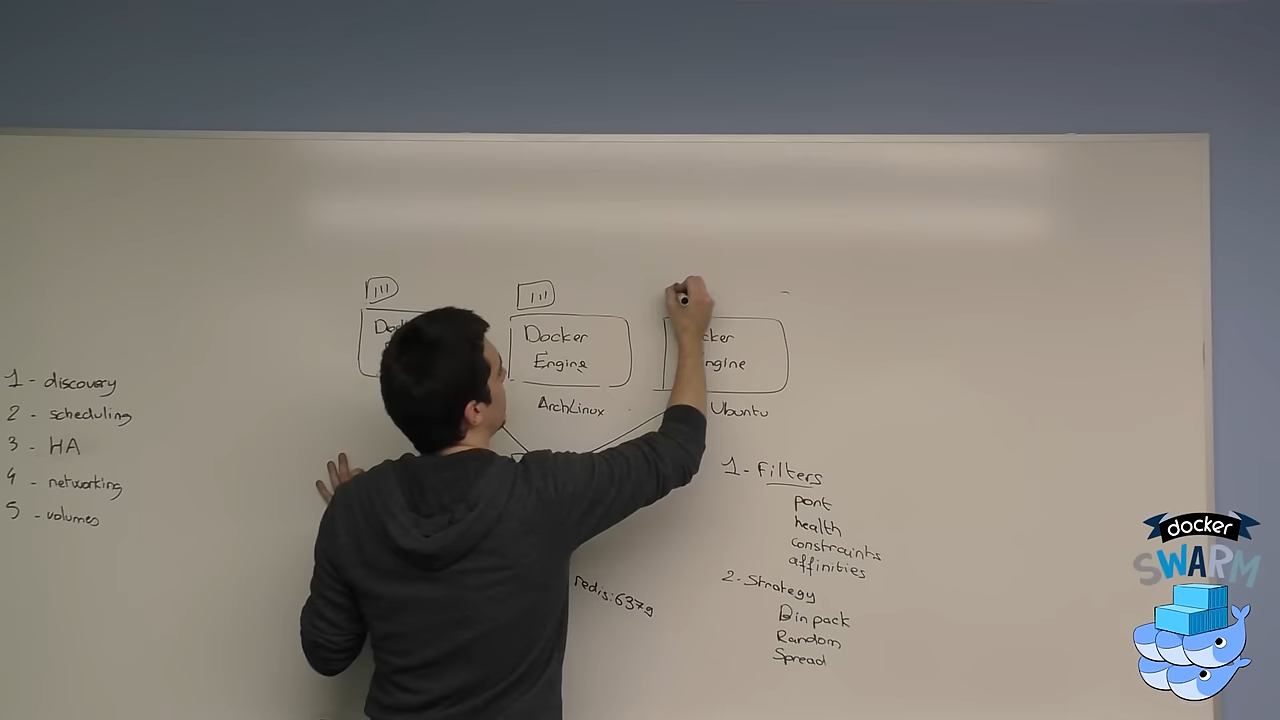 1 - discovery
2 - scheduling
3 - HA
4 - networking
5 - volumes
Docker
Engine
ArchLinux
Ubuntu
redis:6379
1 - Filters
port
health
constraints
affinities
2 - Strategy
Binpack
Random
Spread
docker
SWARM